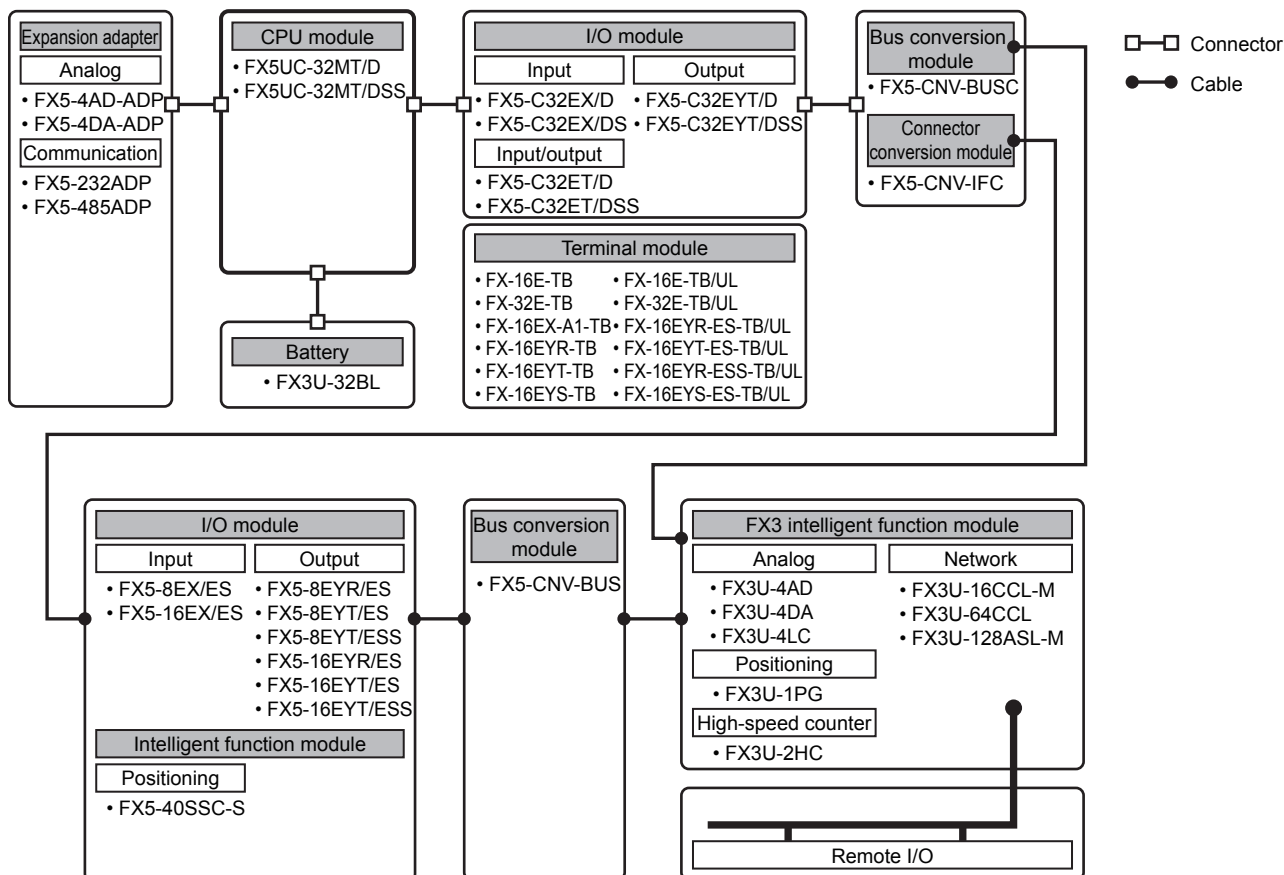 Expansion adapter
Analog
• FX5-4AD-ADP
• FX5-4DA-ADP
Communication
• FX5-232ADP
• FX5-485ADP
CPU module
• FX5UC-32MT/D
• FX5UC-32MT/DSS
Battery
• FX3U-32BL
I/O module
Input
• FX5-C32EX/D
• FX5-C32EX/DS
Output
• FX5-C32EYT/D
• FX5-C32EYT/DSS
Input/output
• FX5-C32ET/D
• FX5-C32ET/DSS
Terminal module
• FX-16E-TB
• FX-32E-TB
• FX-16EX-A1-TB
• FX-16EYR-TB
• FX-16EYT-TB
• FX-16EYS-TB
• FX-16E-TB/UL
• FX-32E-TB/UL
• FX-16EYR-ES-TB/UL
• FX-16EYT-ES-TB/UL
• FX-16EYR-ESS-TB/UL
• FX-16EYS-ES-TB/UL
Bus conversion
module
• FX5-CNV-BUSC
Connector
conversion module
• FX5-CNV-IFC
Connector
Cable
I/O module
Input
• FX5-8EX/ES
• FX5-16EX/ES
Output
• FX5-8EYR/ES
• FX5-8EYT/ES
• FX5-8EYT/ESS
• FX5-16EYR/ES
• FX5-16EYT/ES
• FX5-16EYT/ESS
Intelligent function module
Positioning
• FX5-40SSC-S
Bus conversion
module
• FX5-CNV-BUS
FX3 intelligent function module
Analog
• FX3U-4AD
• FX3U-4DA
• FX3U-4LC
Positioning
• FX3U-1PG
High-speed counter
• FX3U-2HC
Network
• FX3U-16CCL-M
• FX3U-64CCL
• FX3U-128ASL-M
Remote I/O